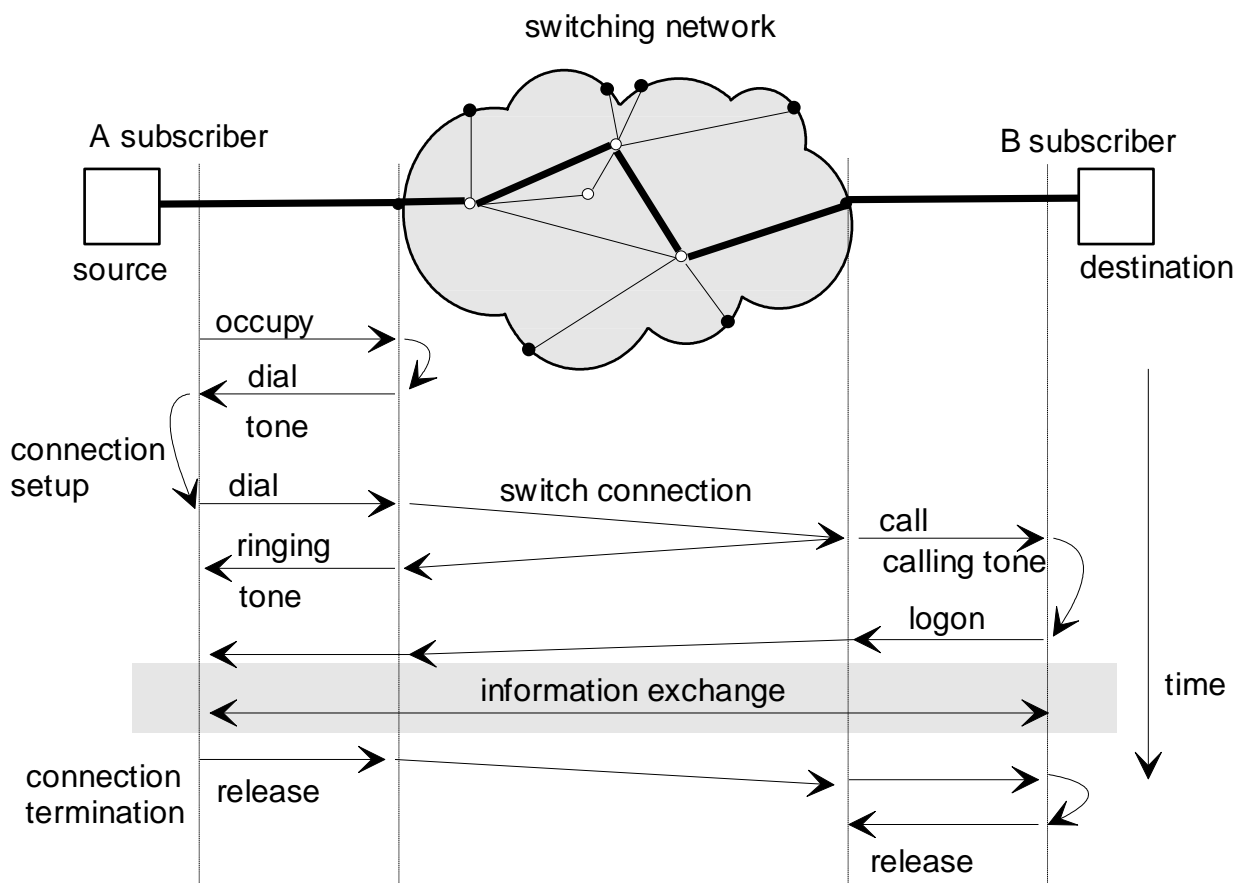 switching network
A subscriber
B subscriber
source
destination
occupy
dial
tone
connection
setup
dial
switch connection
call
ringing
calling tone
tone
logon
information exchange
time
connection
termination
release
release